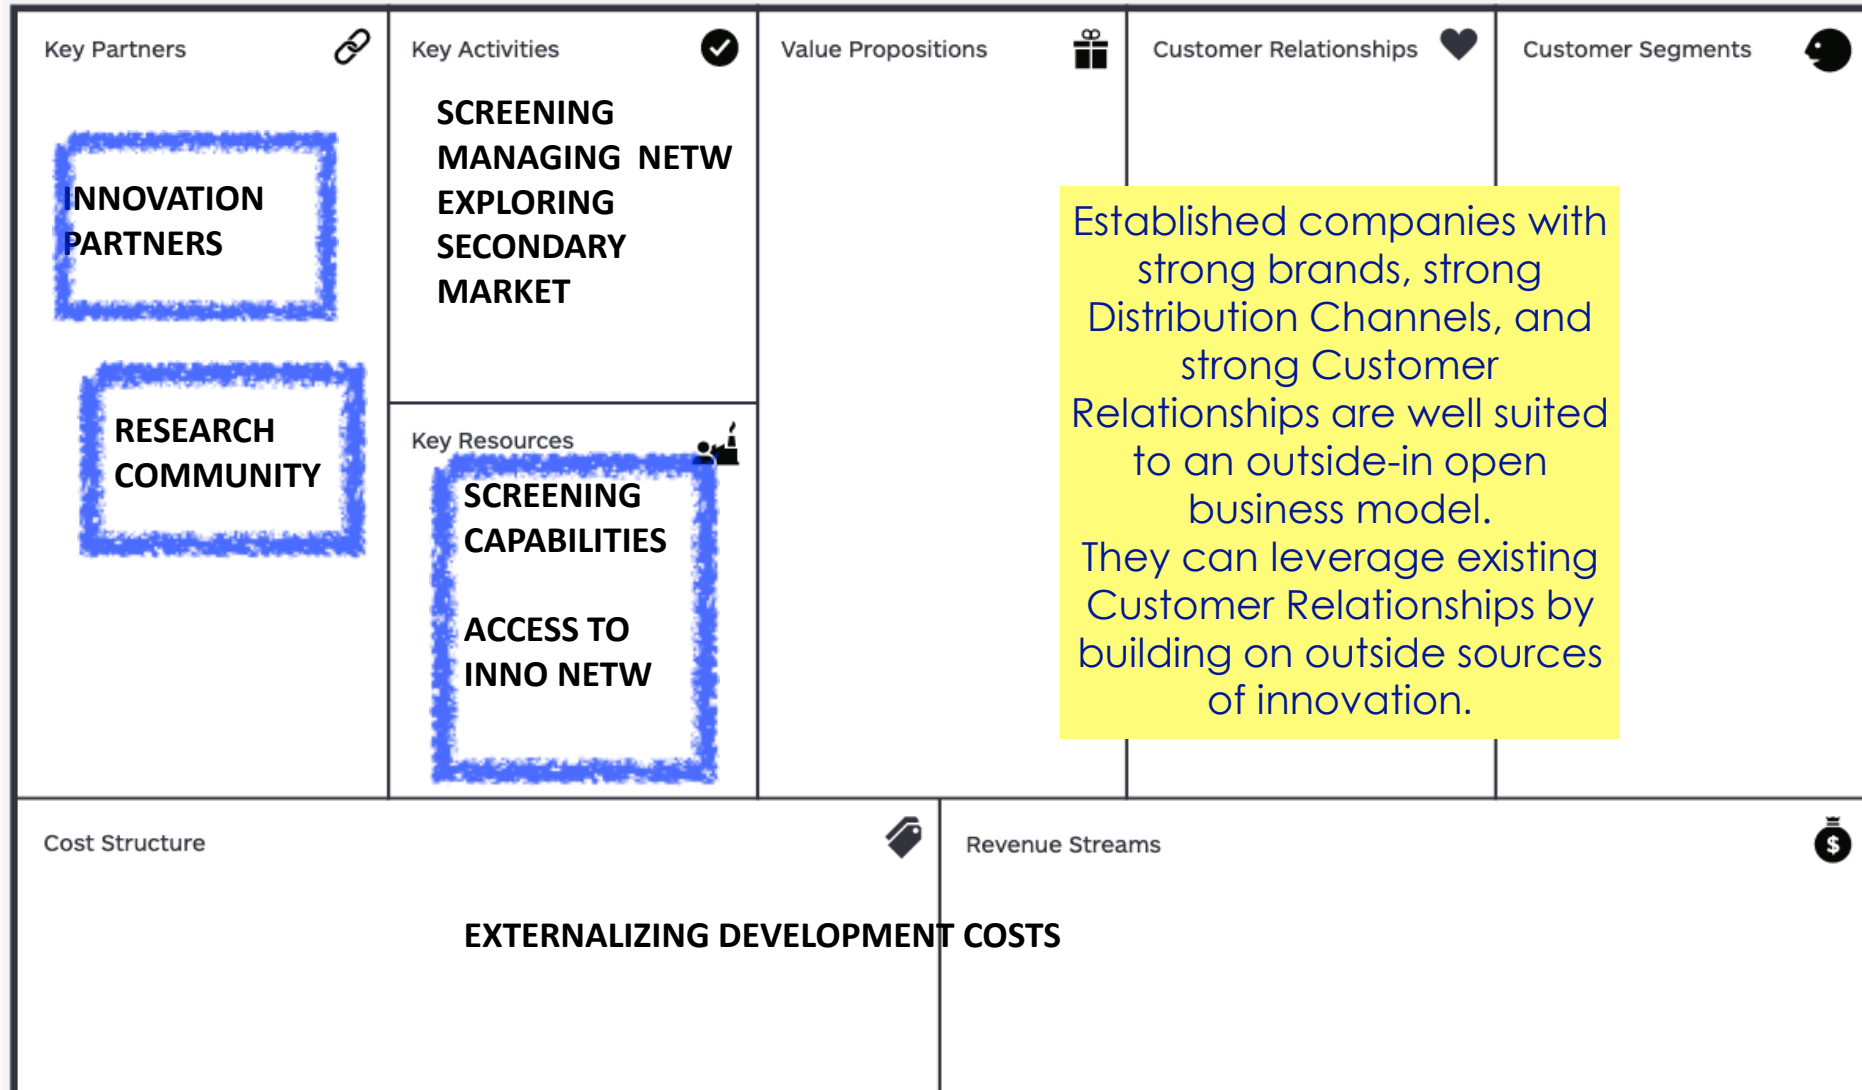 Key Partners
INNOVATION
PARTNERS
RESEARCH
COMMUNITY
Key Activities
SCREENING
MANAGING NETW
EXPLORING
SECONDARY
MARKET
Key Resources
SCREENING
CAPABILITIES
ACCESS TO
INNO NETW
Value Propositions
Customer Relationships
Customer Segments
Established companies with
strong brands, strong
Distribution Channels, and
strong Customer
Relationships are well suited
to an outside-in open
business model.
They can leverage existing
Customer Relationships by
building on outside sources
of innovation.
Cost Structure
EXTERNALIZING DEVELOPMENT COSTS
Revenue Streams
$